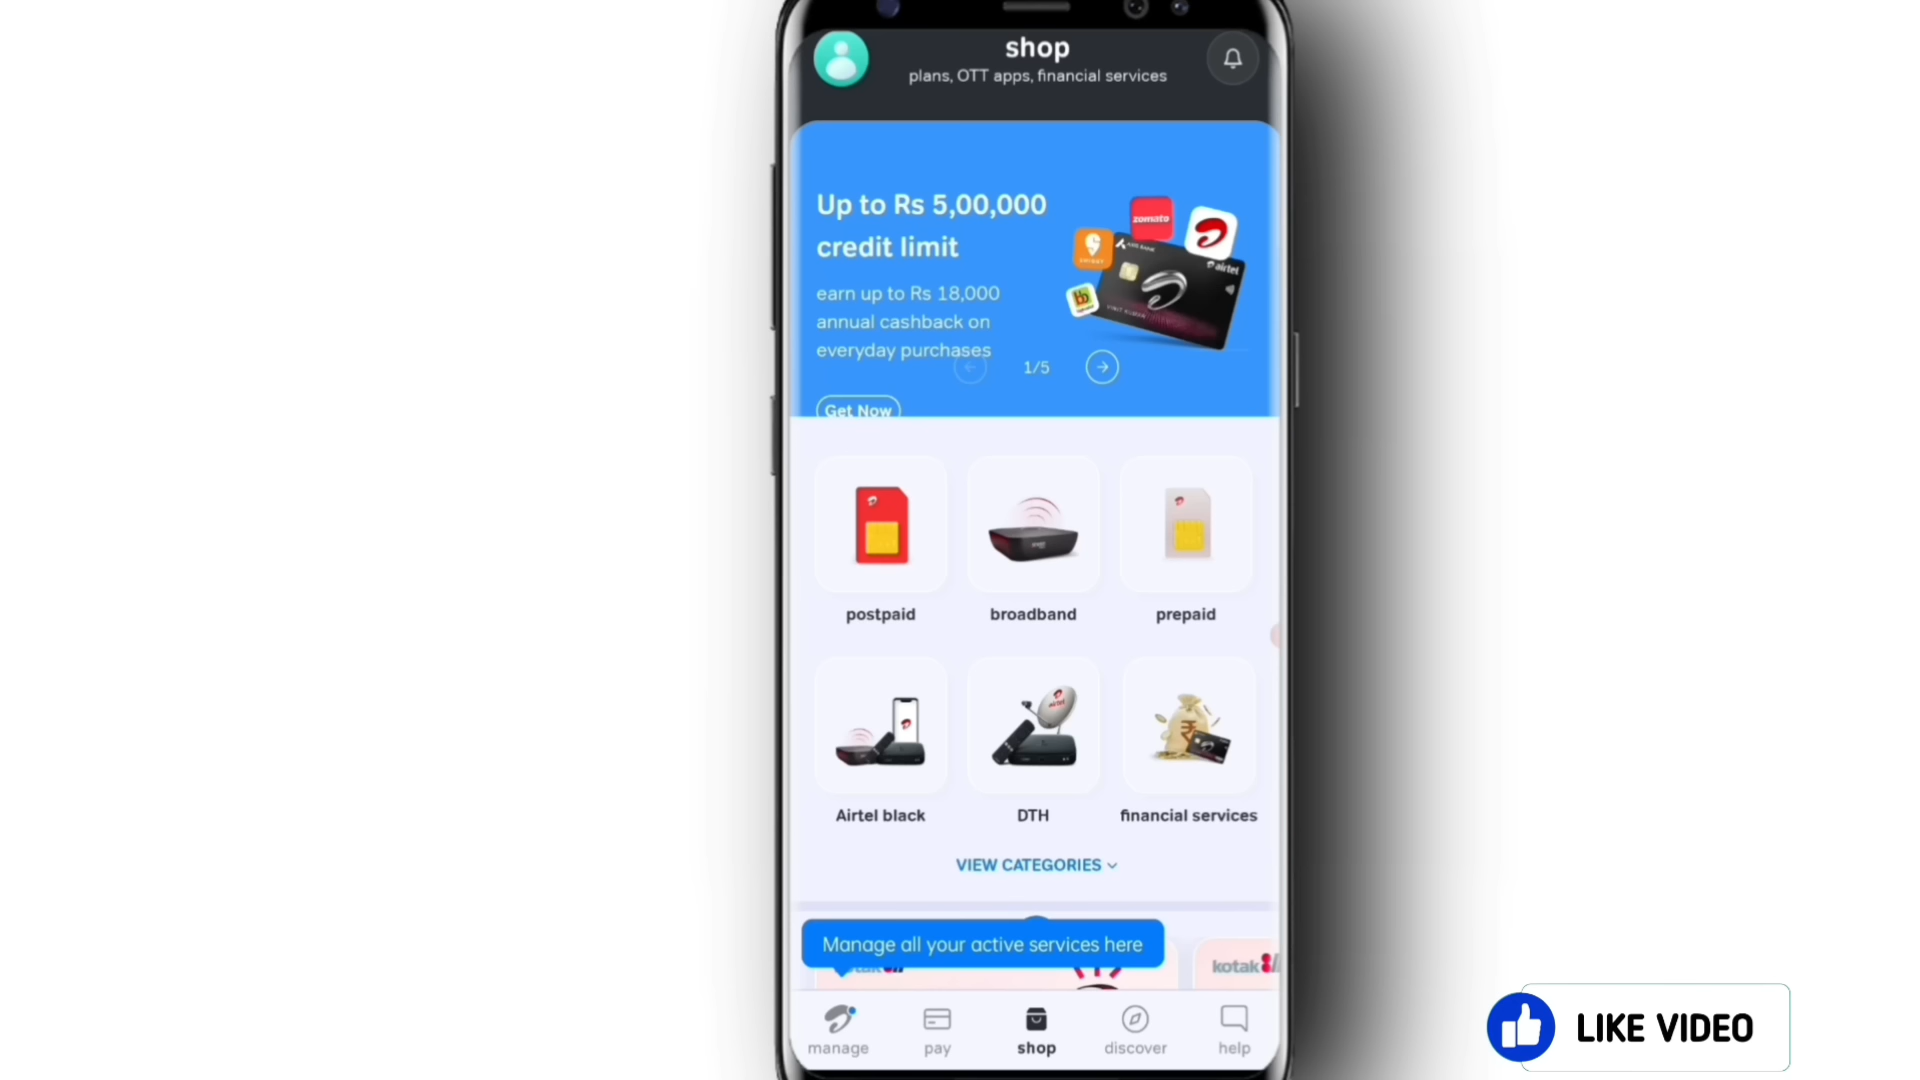 shop
plans, OTT apps, financial services
Up to Rs 5,00,000
credit limit
earn up to Rs 18,000
annual cashback on
everyday purchases
zomato
airtel
1/5
Get Now
postpaid
broadband
prepaid
Airtel black
DTH
financial services
VIEW CATEGORIES
Manage all your active services here
kotak
manage
pay
shop
discover
help
LIKE VIDEO